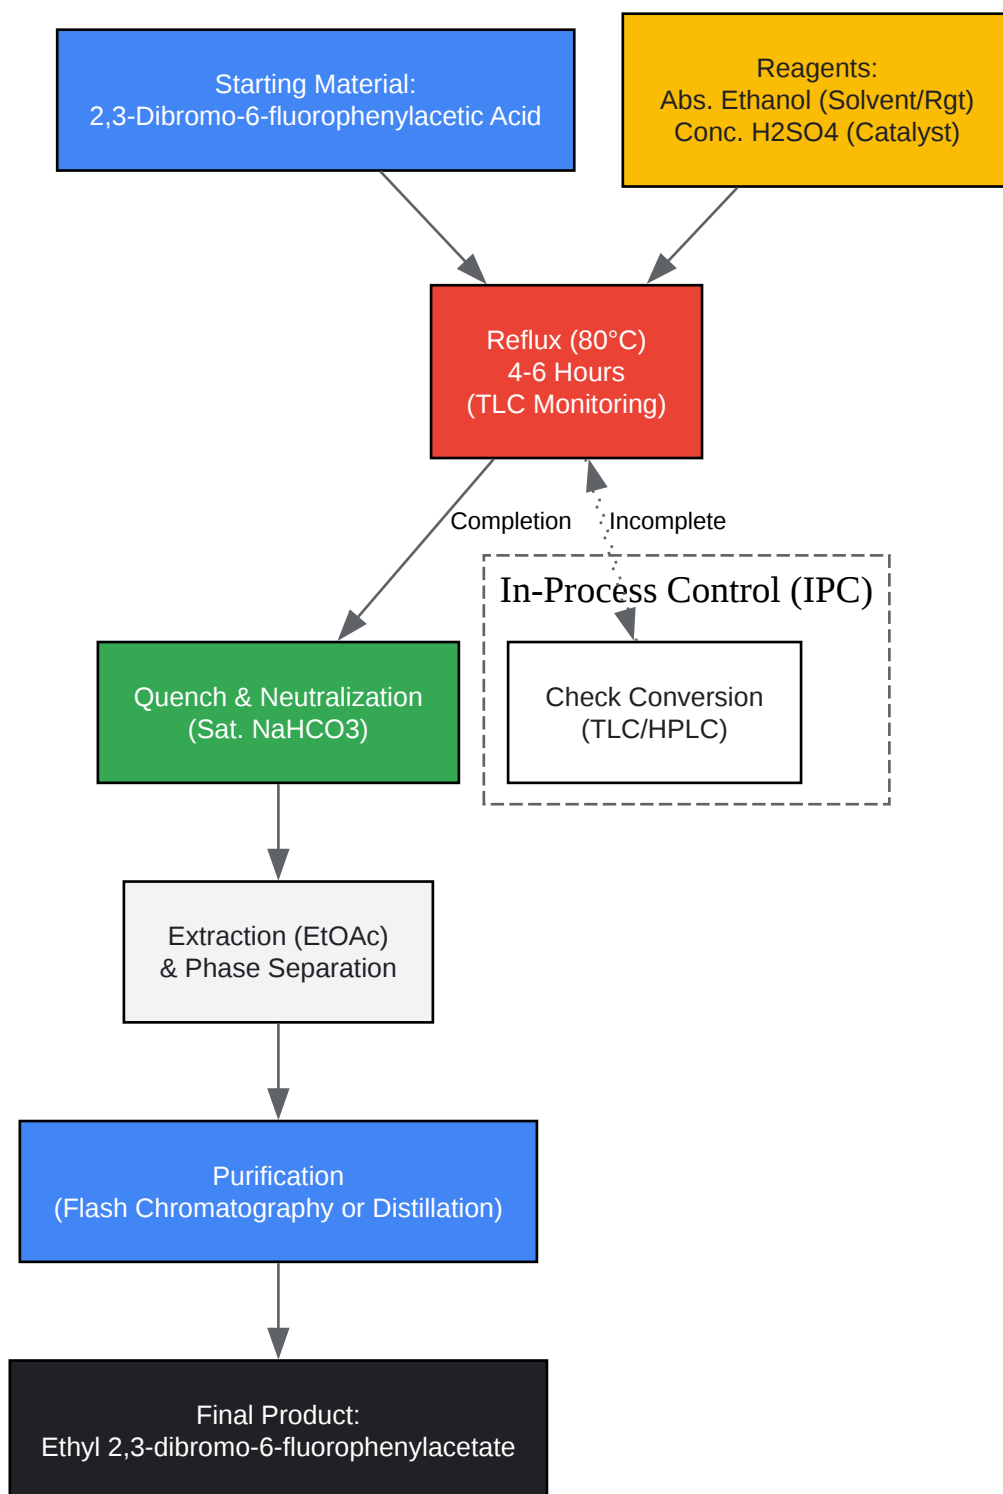 Starting Material:
2,3-Dibromo-6-fluorophenylacetic Acid
Reagents:
Abs. Ethanol (Solvent/Rgt)
Conc. H2SO4 (Catalyst)
Reflux (80°C)
4-6 Hours
(TLC Monitoring)
Completion
Incomplete
In-Process Control (IPC)
Quench & Neutralization
(Sat. NaHCO3)
Check Conversion
(TLC/HPLC)
Extraction (EtOAc)
& Phase Separation
Purification
(Flash Chromatography or Distillation)
Final Product:
Ethyl 2,3-dibromo-6-fluorophenylacetate